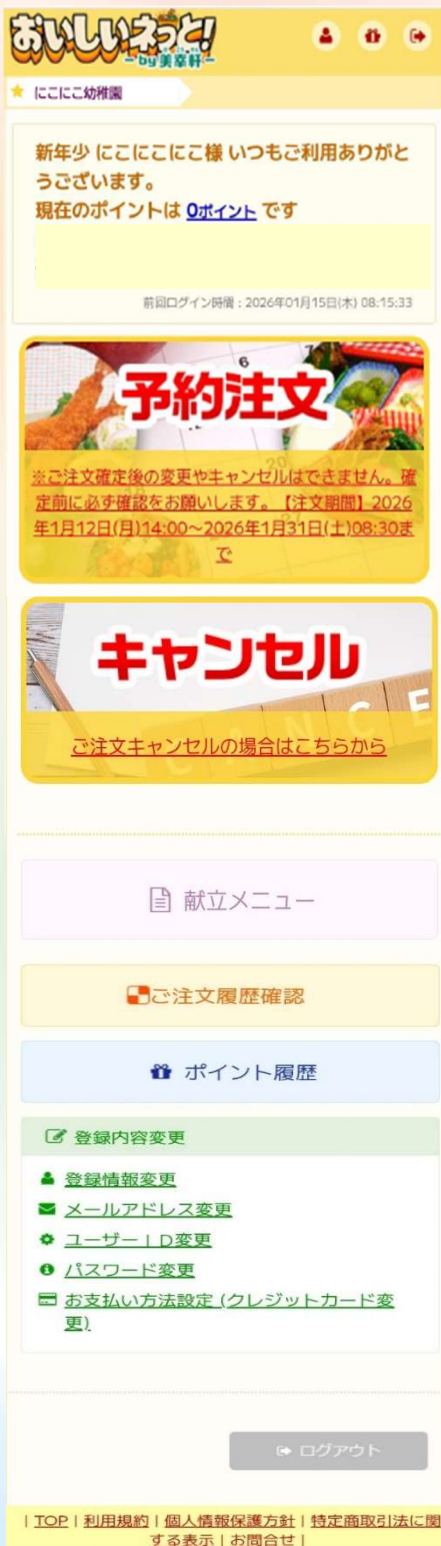 おいしいネっと!
-by美幸軒-
にこにこ幼稚園
新年少 にこにこにこ様 いつもご利用ありがと
うございます。
現在のポイントは 0ポイント です
前回ログイン時間：2026年01月15日(木) 08:15:33
予約注文
※ご注文確定後の変更やキャンセルはできません。確
定前に必ず確認をお願いします。【注文期間】2026
年1月12日(月)14:00～2026年1月31日(土)08:30ま
で
キャンセル
CANCE
ご注文キャンセルの場合はこちらから
献立メニュー
ご注文履歴確認
ポイント履歴
登録内容変更
登録情報変更
メールアドレス変更
ユーザーＩＤ変更
パスワード変更
お支払い方法設定 (クレジットカード変
更)
ログアウト
| TOP | 利用規約 | 個人情報保護方針 | 特定商取引法に関
する表示 | お問合せ |